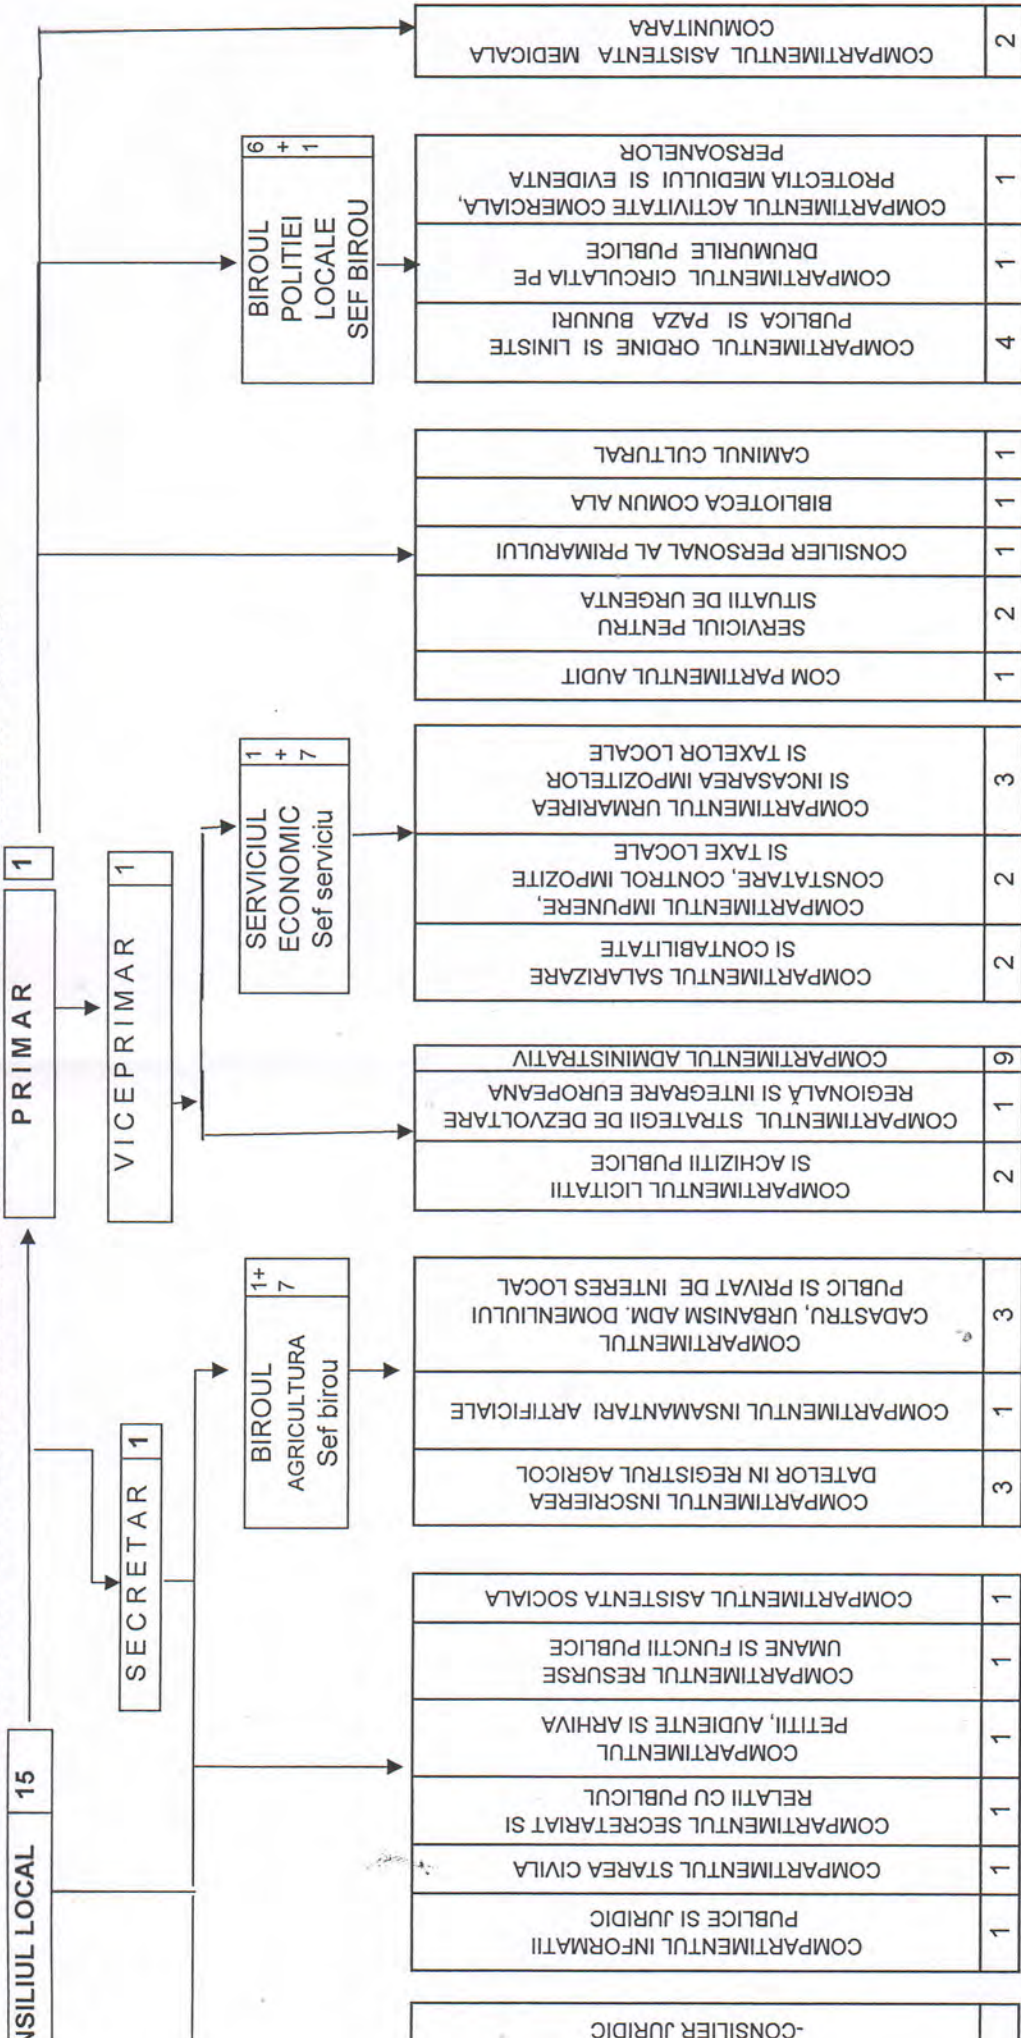 NSILIUL LOCAL
15
PRIMAR
1
VICEPRIMAR
1
SECRETAR
1
BIROUL
AGRICULTURA
Sef birou
1+
7
SERVICIUL
ECONOMIC
Sef serviciu
1
+
7
BIROUL
POLITIEI
LOCALE
SEF BIROU
6
+
1
-CONSILIER JURIDIC
COMPARTIMENTUL INFORMATII
PUBLICE SI JURIDIC
1
COMPARTIMENTUL STAREA CIVILA
1
COMPARTIMENTUL SECRETARIAT SI
RELATII CU PUBLICUL
1
COMPARTIMENTUL
PETITII, AUDIENTE SI ARHIVA
1
COMPARTIMENTUL RESURSE
UMANE SI FUNCTII PUBLICE
1
COMPARTIMENTUL ASISTENTA SOCIALA
1
COMPARTIMENTUL INSCRIEREA
DATELOR IN REGISTRUL AGRICOL
3
COMPARTIMENTUL INSAMANTARI ARTIFICIALE
1
COMPARTIMENTUL
CADASTRU, URBANISM ADM. DOMENLIULUI
PUBLIC SI PRIVAT DE INTERES LOCAL
3
COMPARTIMENTUL LICITATII
SI ACHIZITII PUBLICE
2
COMPARTIMENTUL STRATEGII DE DEZVOLTARE
REGIONALĂ SI INTEGRARE EUROPEANA
1
COMPARTIMENTUL ADMINISTRATIV
9
COMPARTIMENTUL SALARIZARE
SI CONTABILITATE
2
COMPARTIMENTUL IMPUNERE,
CONSTATARE, CONTROL IMPOZITE
SI TAXE LOCALE
2
COMPARTIMENTUL URMARIREA
SI INCASAREA IMPOZITELOR
SI TAXELOR LOCALE
3
COM PARTIMENTUL AUDIT
1
SERVICIUL PENTRU
SITUATII DE URGENTA
2
CONSILIER PERSONAL AL PRIMARULUI
1
BIBLIOTECA COMUN ALA
1
CAMINUL CULTURAL
1
COMPARTIMENTUL ORDINE SI LINISTE
PUBLICA SI PAZA BUNURI
4
COMPARTIMENTUL CIRCULATIA PE
DRUMURILE PUBLICE
1
COMPARTIMENTUL ACTIVITATE COMERCIALA,
PROTECTIA MEDIULUI SI EVIDENTA
PERSOANELOR
1
COMPARTIMENTUL ASISTENTA MEDICALA
COMUNITARA
2